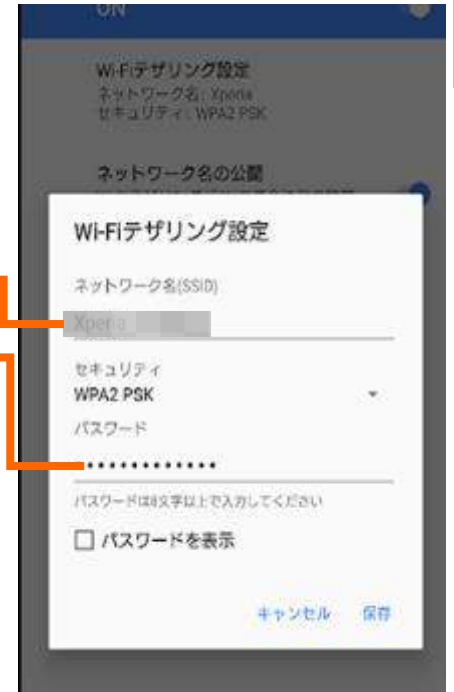 ON
Wi-Fiテザリング設定
ネットワーク名: Xperia
セキュリティ: WPA2 PSK
ネットワーク名の公開
Wi-Fiテザリング設定
ネットワーク名(SSID)
Xperia
セキュリティ
WPA2 PSK
パスワード
••••••••••••
パスワードは8文字以上で入力してください
パスワードを表示
キャンセル 保存